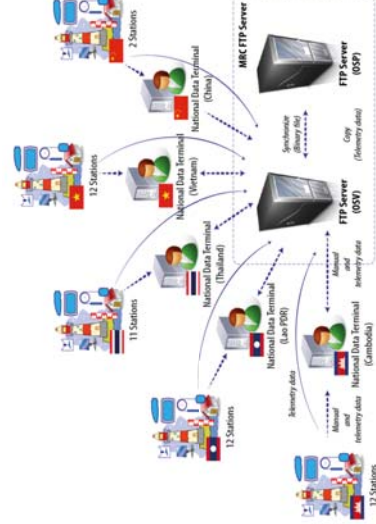 2 Stations
MRC FTP Server
National Data Terminal
(China)
12 Stations
National Data Terminal
(Vietnam)
Synchronize
(Binary file)
FTP Server
(OSP)
Copy
(Telemetry data)
11 Stations
National Data Terminal
(Thailand)
FTP Server
(OSV)
12 Stations
National Data Terminal
(Lao PDR)
Telemetry data
Manual
and
telemetry data
12 Stations
Manual
and
telemetry data
National Data Terminal
(Cambodia)